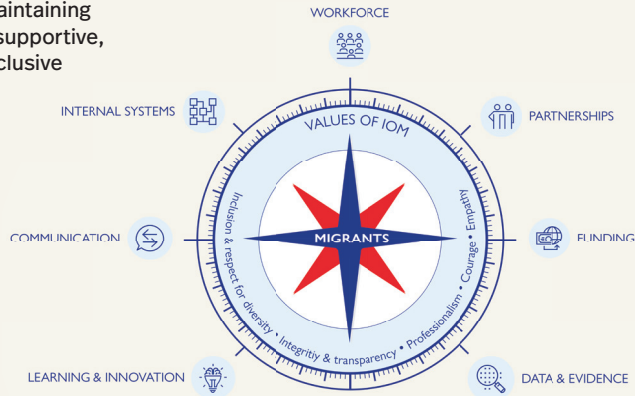 aintaining
supportive,
clusive
WORKFORCE
INTERNAL SYSTEMS
PARTNERSHIPS
VALUES OF IOM
COMMUNICATION
MIGRANTS
FUNDING
Inclusion & respect for diversity • Integritiy & transparency • Professionalism • Courage • Empathy
LEARNING & INNOVATION
DATA & EVIDENCE